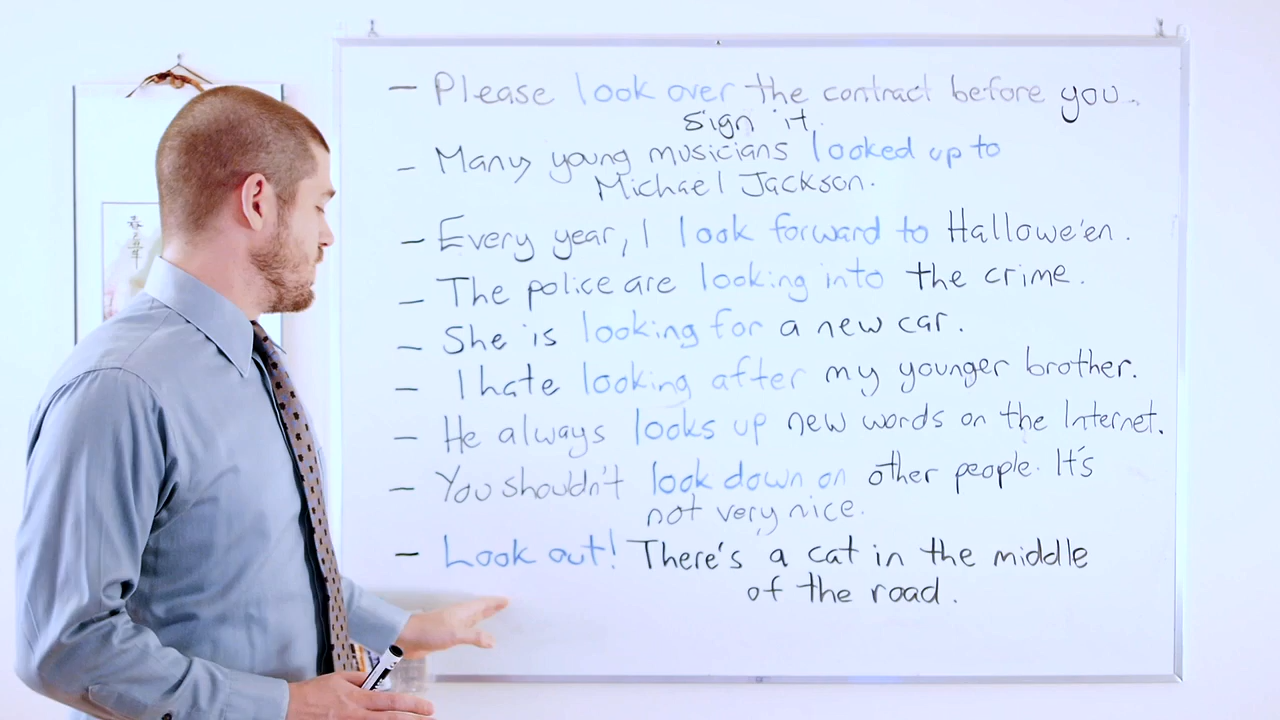 – Please look over the contract before you
sign it.
– Many young musicians looked up to
Michael Jackson.
– Every year, I look forward to Hallowe'en.
– The police are looking into the crime.
– She is looking for a new car.
– I hate looking after my younger brother.
– He always looks up new words on the Internet.
– You shouldn't look down on other people. It's
not very nice.
– Look out! There's a cat in the middle
of the road.